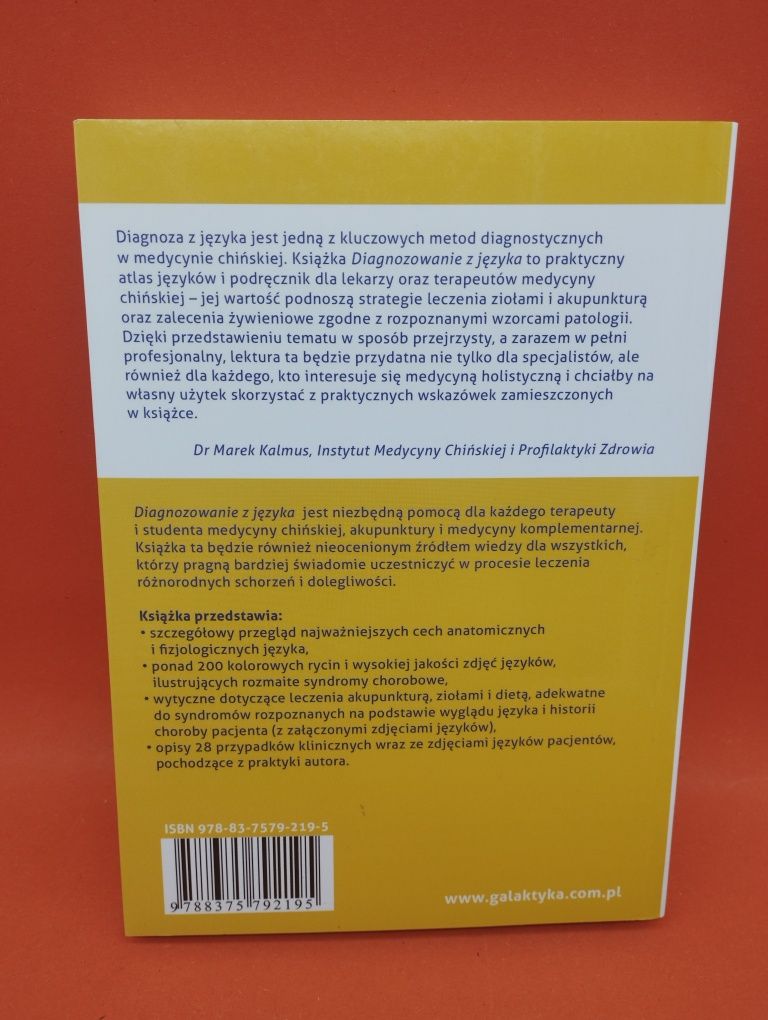 Diagnoza z języka jest jedną z kluczowych metod diagnostycznych
w medycynie chińskiej. Książka Diagnozowanie z języka to praktyczny
atlas języków i podręcznik dla lekarzy oraz terapeutów medycyny
chińskiej – jej wartość podnoszą strategie leczenia ziołami i akupunkturą
oraz zalecenia żywieniowe zgodne z rozpoznanymi wzorcami patologii.
Dzięki przedstawieniu tematu w sposób przejrzysty, a zarazem w pełni
profesjonalny, lektura ta będzie przydatna nie tylko dla specjalistów, ale
również dla każdego, kto interesuje się medycyną holistyczną i chciałby na
własny użytek skorzystać z praktycznych wskazówek zamieszczonych
w książce.
Dr Marek Kalmus, Instytut Medycyny Chińskiej i Profilaktyki Zdrowia
Diagnozowanie z języka jest niezbędną pomocą dla każdego terapeuty
i studenta medycyny chińskiej, akupunktury i medycyny komplementarnej.
Książka ta będzie również nieocenionym źródłem wiedzy dla wszystkich,
którzy pragną bardziej świadomie uczestniczyć w procesie leczenia
różnorodnych schorzeń i dolegliwości.
Książka przedstawia:
• szczegółowy przegląd najważniejszych cech anatomicznych
i fizjologicznych języka,
• ponad 200 kolorowych rycin i wysokiej jakości zdjęć języków,
ilustrujących rozmaite syndromy chorobowe,
• wytyczne dotyczące leczenia akupunkturą, ziołami i dietą, adekwatne
do syndromów rozpoznanych na podstawie wyglądu języka i historii
choroby pacjenta (z załączonymi zdjęciami języków),
• opisy 28 przypadków klinicznych wraz ze zdjęciami języków pacjentów,
pochodzące z praktyki autora.
ISBN 978-83-7579-219-5
9 788375 792195
www.galaktyka.com.pl